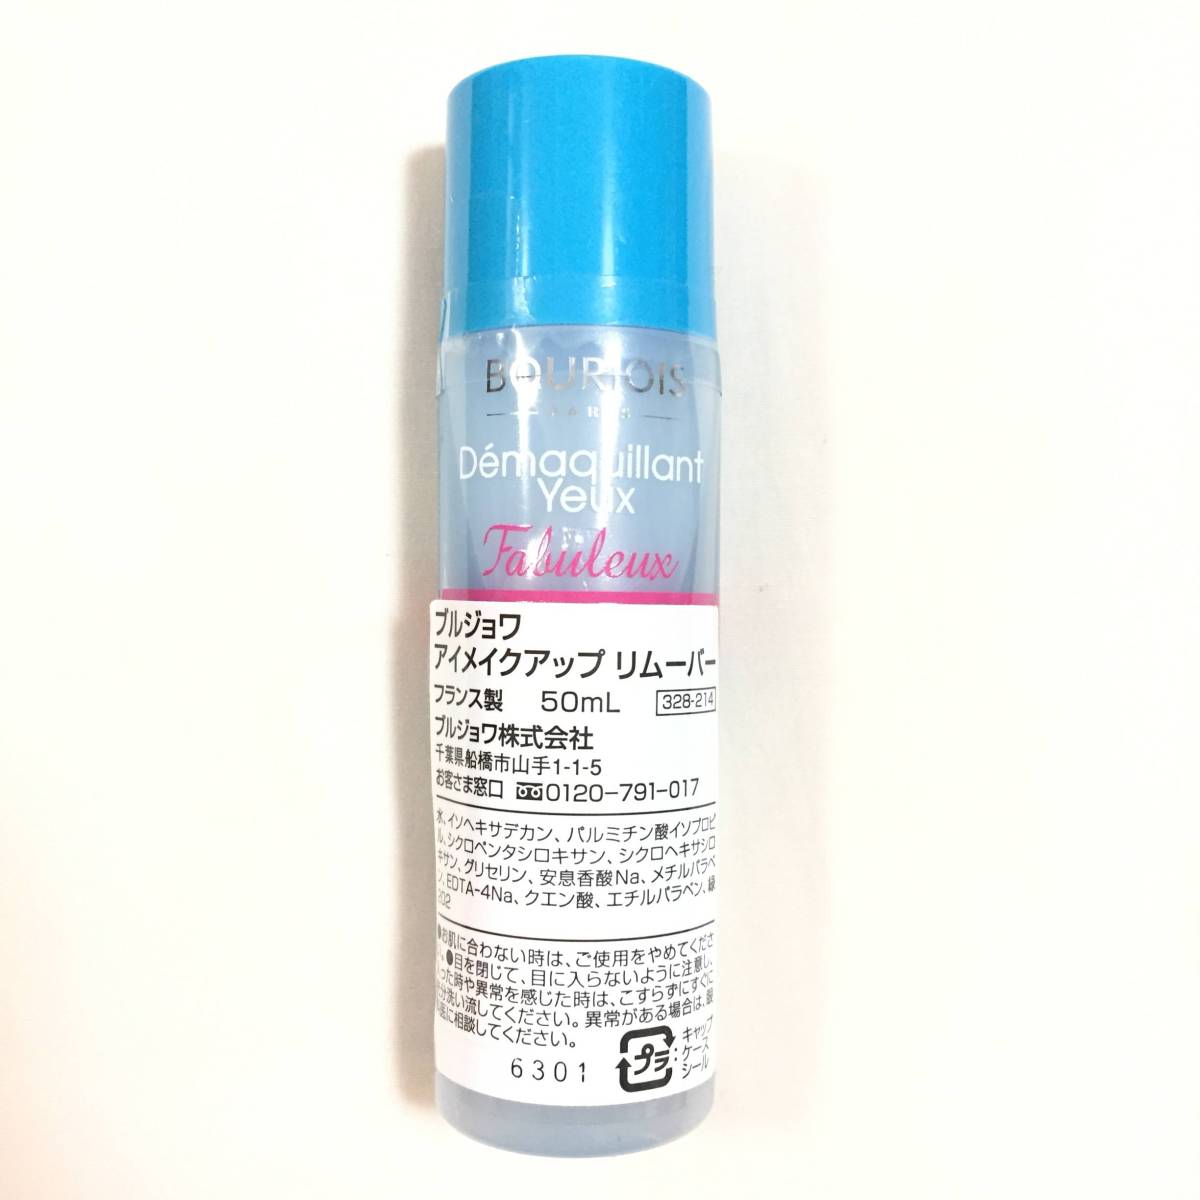 BOURJOIS
PARIS
Démaquillant
Yeux
Fabuleux
ブルジョワ
アイメイクアップ リムーバー
フランス製 50mL 328-214
ブルジョワ株式会社
千葉県船橋市山手1-1-5
お客さま窓口 0120-791-017
水、イソヘキサデカン、パルミチン酸イソプロピ
ル、シクロペンタシロキサン、シクロヘキサシロ
キサン、グリセリン、安息香酸Na、メチルパラベ
ン、EDTA-4Na、クエン酸、エチルパラベン、緑
202
●お肌に合わない時は、ご使用をやめてくださ
い。●目を閉じて、目に入らないように注意し、
った時や異常を感じた時は、こすらずにすぐに
分洗い流してください。異常がある場合は、眼
医に相談してください。
6301
プラ
キャップ
ケース
シール